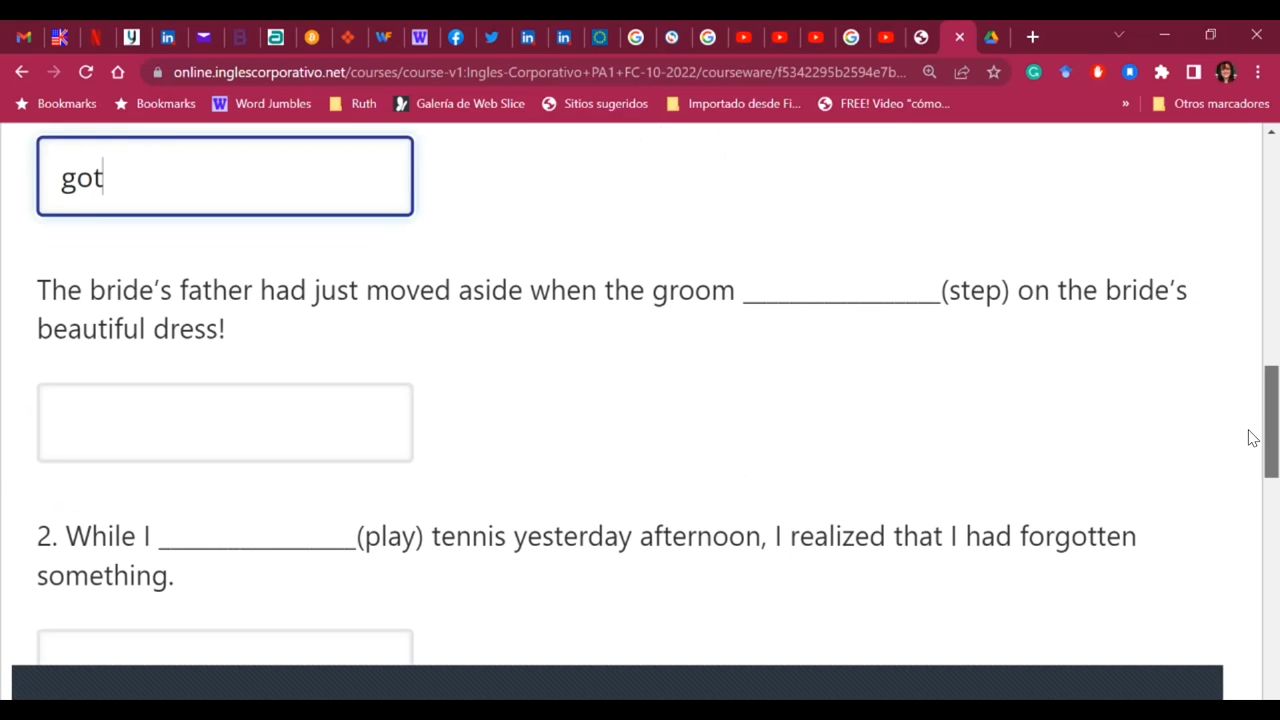 online.inglescorporativo.net/courses/course-v1:Ingles-Corporativo+PA1+FC-10-2022/courseware/f5342295b2594e7b...
Bookmarks Bookmarks Word Jumbles Ruth Galería de Web Slice Sitios sugeridos Importado desde Fi... FREE! Video "cómo... » Otros marcadores
got
The bride's father had just moved aside when the groom _______________(step) on the bride's
beautiful dress!
2. While I _______________(play) tennis yesterday afternoon, I realized that I had forgotten
something.